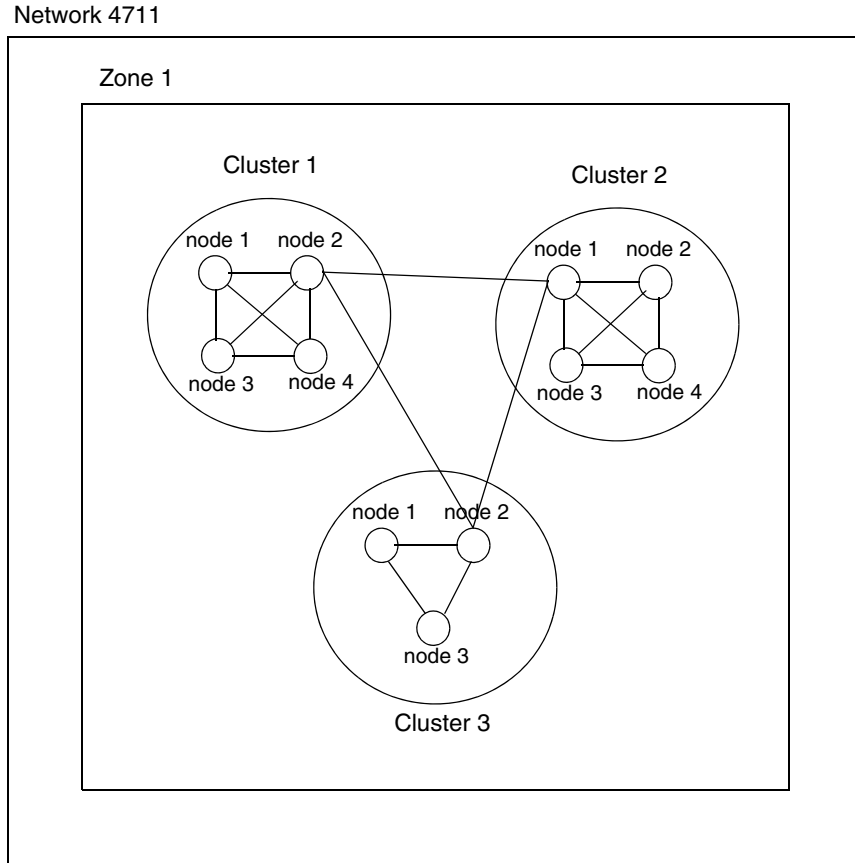 Network 4711
Zone 1
Cluster 1
Cluster 2
node 1 node 2
node 1 node 2
node 3 node 4
node 3 node 4
node 1 node 2
node 3
Cluster 3